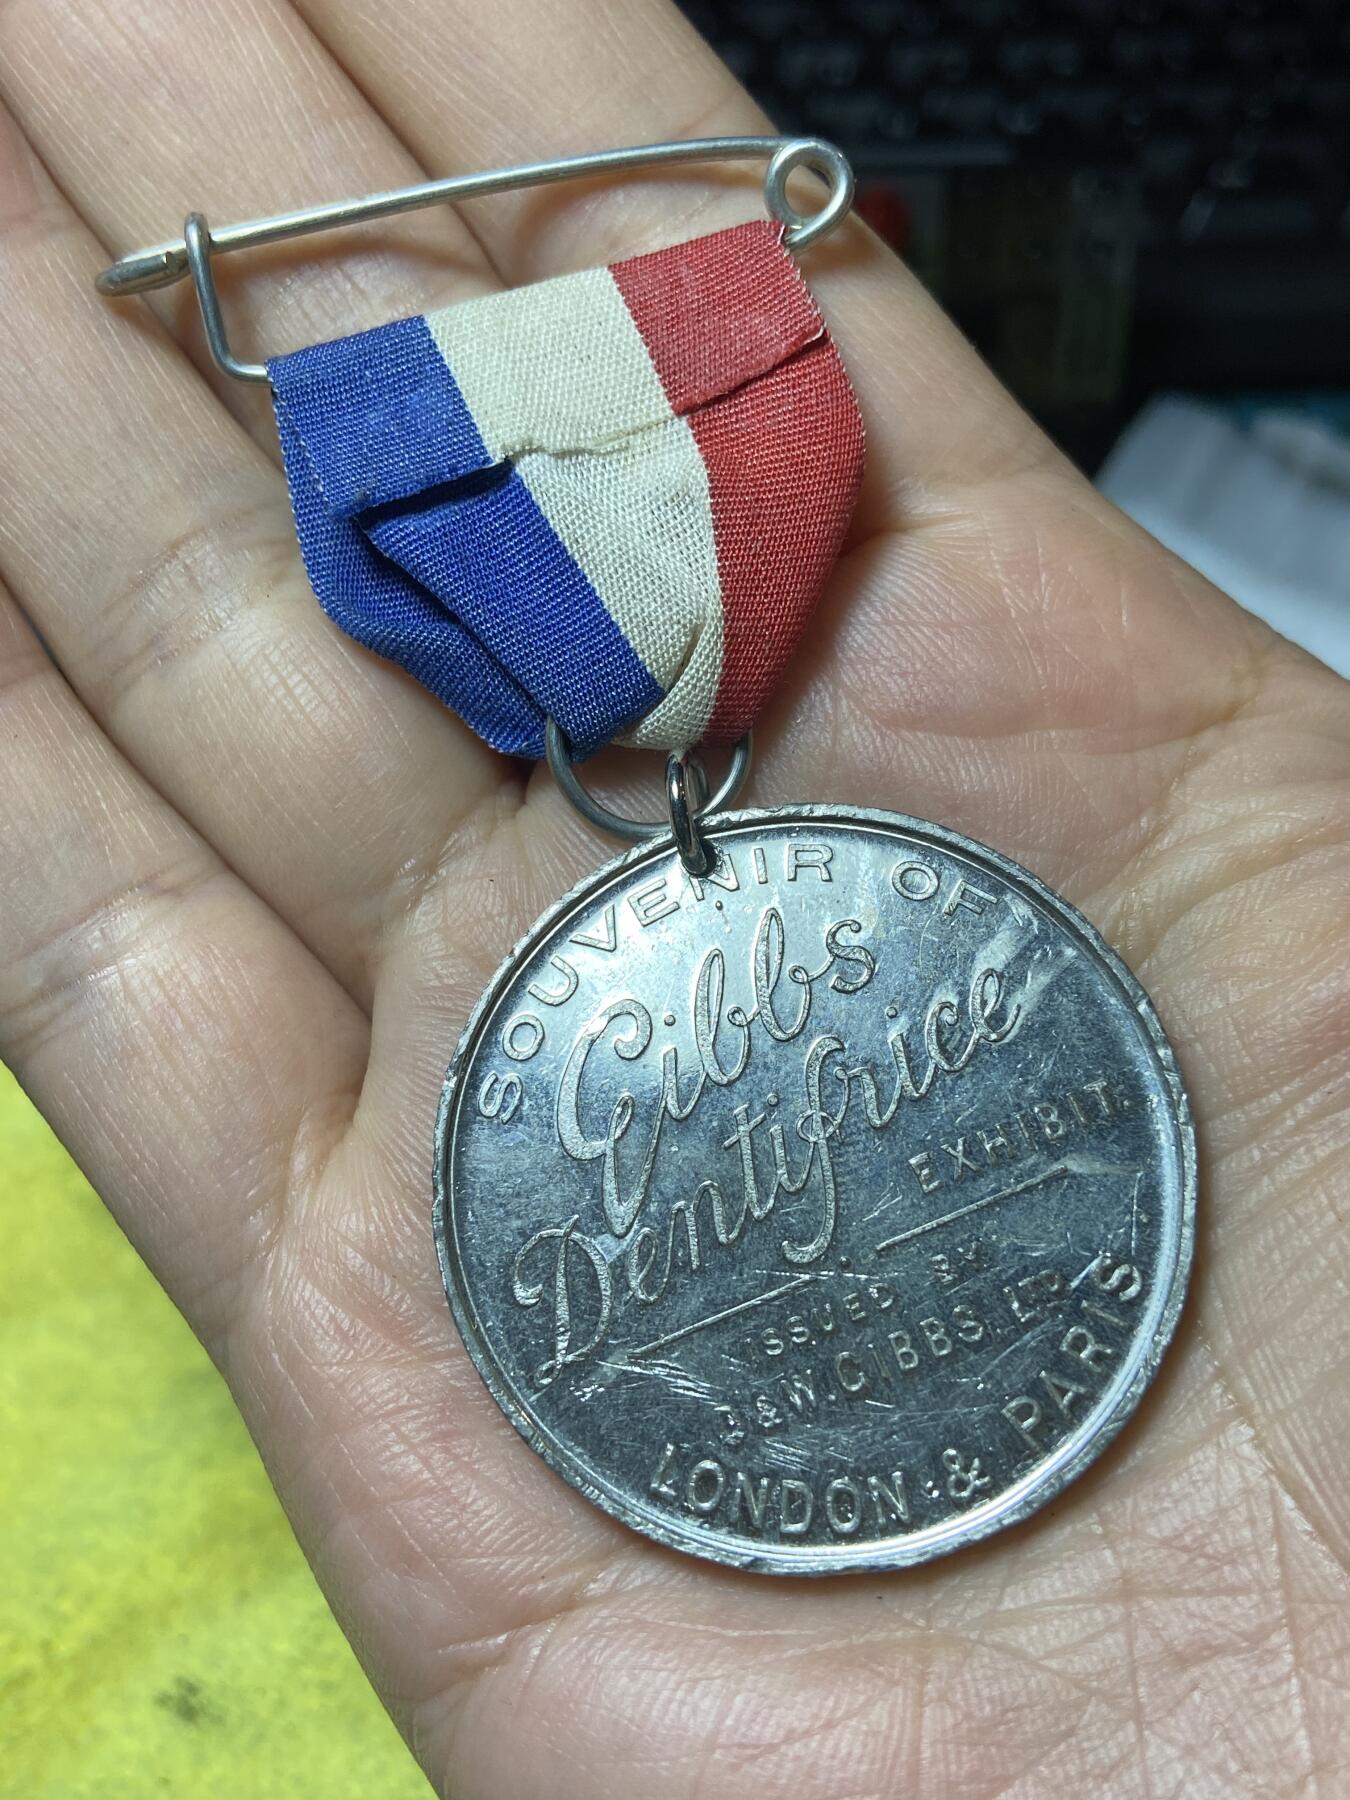 SOUVENIR OF
Gibbs
Dentifrice
EXHIBIT.
ISSUED BY
D & W. GIBBS. LTD
LONDON & PARIS.